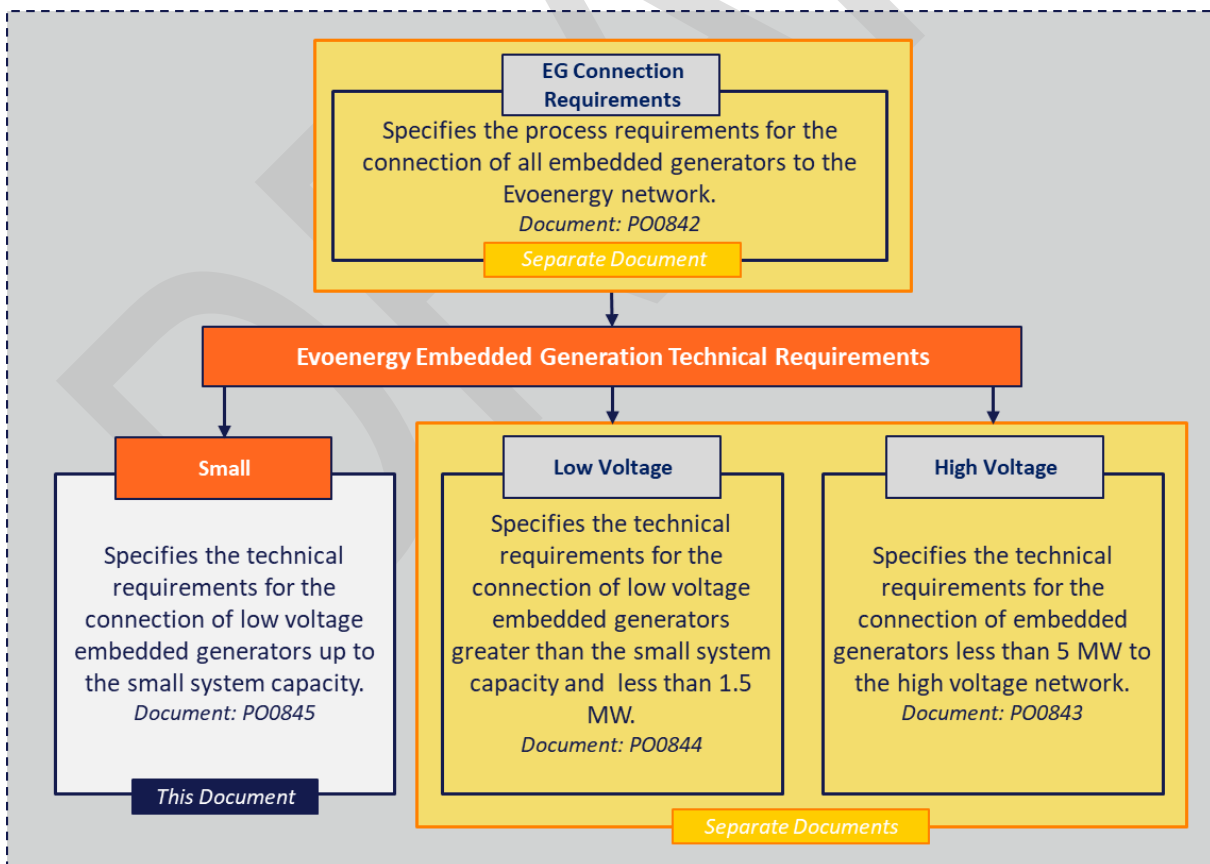 EG Connection
Requirements
Specifies the process requirements for the
connection of all embedded generators to the
Evoenergy network.
Document: PO0842
Separate Document
Evoenergy Embedded Generation Technical Requirements
Small
Specifies the technical
requirements for the
connection of low voltage
embedded generators up to
the small system capacity.
Document: PO0845
This Document
Low Voltage
Specifies the technical
requirements for the
connection of low voltage
embedded generators
greater than the small system
capacity and less than 1.5
MW.
Document: PO0844
High Voltage
Specifies the technical
requirements for the
connection of embedded
generators less than 5 MW to
the high voltage network.
Document: PO0843
Separate Documents